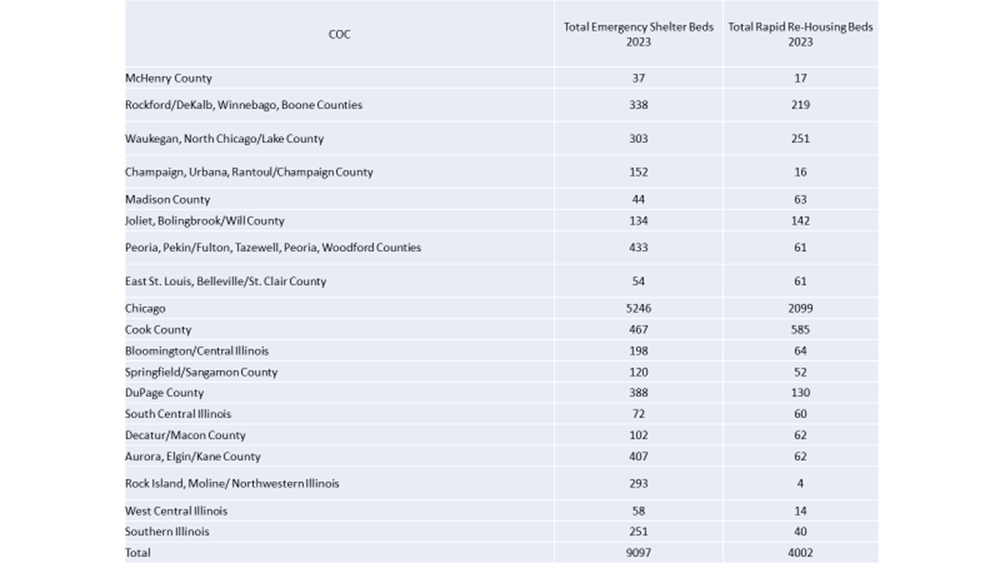 COC Total Emergency Shelter Beds 2023 Total Rapid Re-Housing Beds 2023
McHenry County 37 17
Rockford/DeKalb, Winnebago, Boone Counties 338 219
Waukegan, North Chicago/Lake County 303 251
Champaign, Urbana, Rantoul/Champaign County 152 16
Madison County 44 63
Joliet, Bolingbrook/Will County 134 142
Peoria, Pekin/Fulton, Tazewell, Peoria, Woodford Counties 433 61
East St. Louis, Belleville/St. Clair County 54 61
Chicago 5246 2099
Cook County 467 585
Bloomington/Central Illinois 198 64
Springfield/Sangamon County 120 52
DuPage County 388 130
South Central Illinois 72 60
Decatur/Macon County 102 62
Aurora, Elgin/Kane County 407 62
Rock Island, Moline/ Northwestern Illinois 293 4
West Central Illinois 58 14
Southern Illinois 251 40
Total 9097 4002